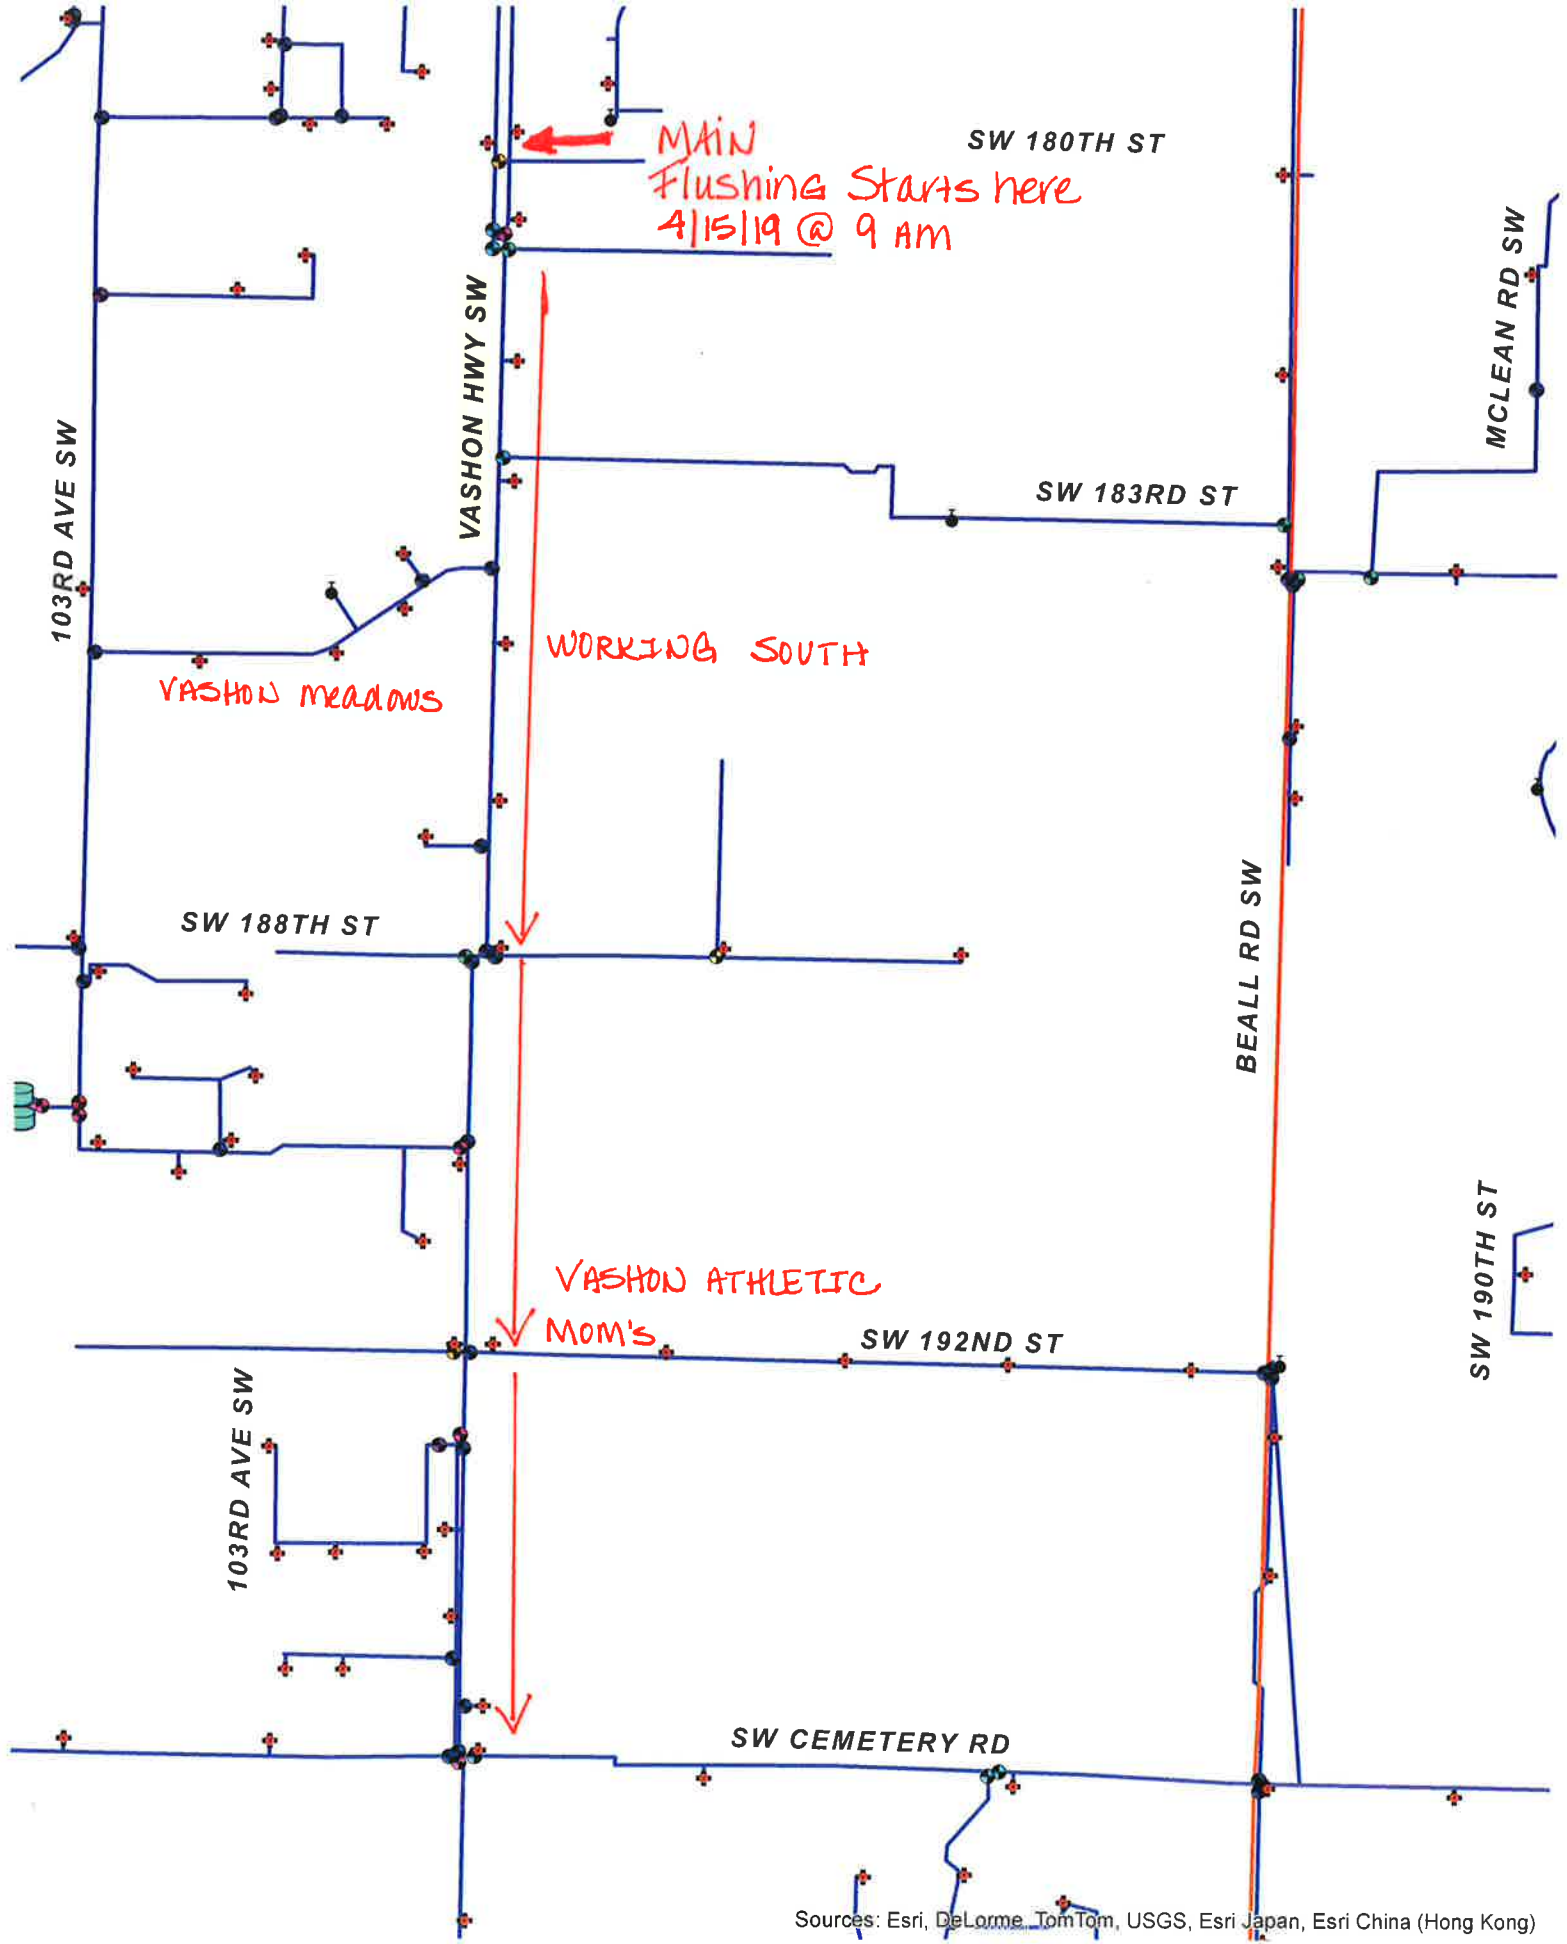 SW 180TH ST
MAIN
Flushing Starts here
4/15/19 @ 9 AM
MCLEAN RD SW
VASHON HWY SW
103RD AVE SW
SW 183RD ST
WORKING SOUTH
VASHON Meadows
SW 188TH ST
BEALL RD SW
SW 190TH ST
VASHON ATHLETIC
MOM'S
SW 192ND ST
103RD AVE SW
SW CEMETERY RD
Sources: Esri, DeLorme, TomTom, USGS, Esri Japan, Esri China (Hong Kong)